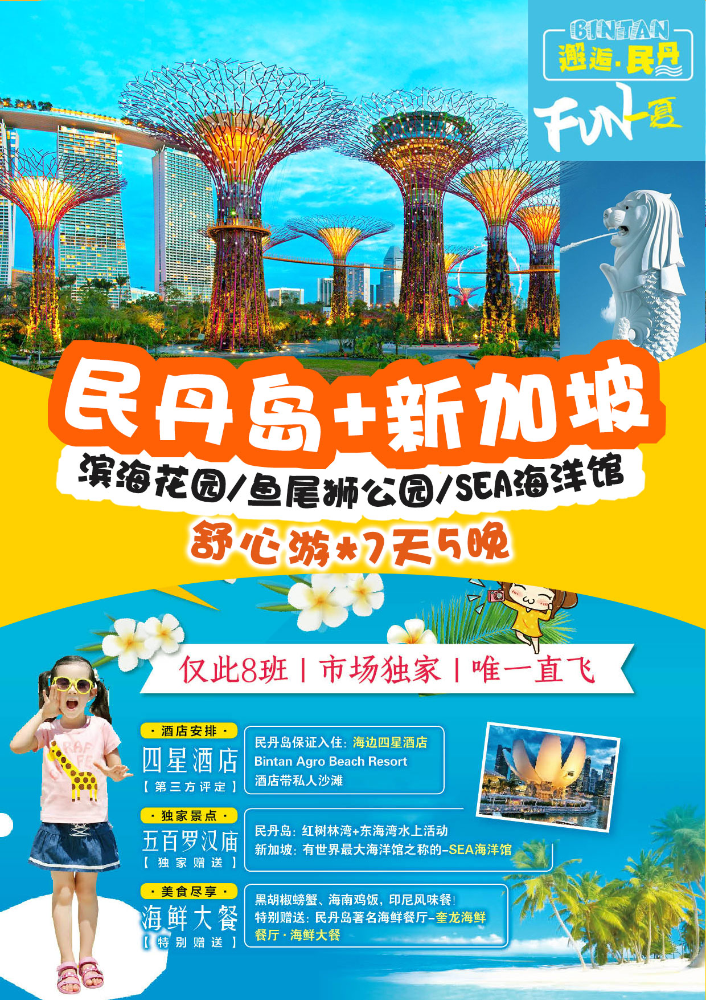 BINTAN
邂逅·民丹
FUN一夏
民丹岛+新加坡
滨海花园/鱼尾狮公园/SEA海洋馆
舒心游*7天5晚
仅此8班 | 市场独家 | 唯一直飞
·酒店安排·
四星酒店
【第三方评定】
民丹岛保证入住：海边四星酒店
Bintan Agro Beach Resort
酒店带私人沙滩
·独家景点·
五百罗汉庙
【独家赠送】
民丹岛：红树林湾+东海湾水上活动
新加坡：有世界最大海洋馆之称的-SEA海洋馆
·美食尽享·
海鲜大餐
【特别赠送】
黑胡椒螃蟹、海南鸡饭，印尼风味餐！
特别赠送：民丹岛著名海鲜餐厅-奎龙海鲜
餐厅·海鲜大餐